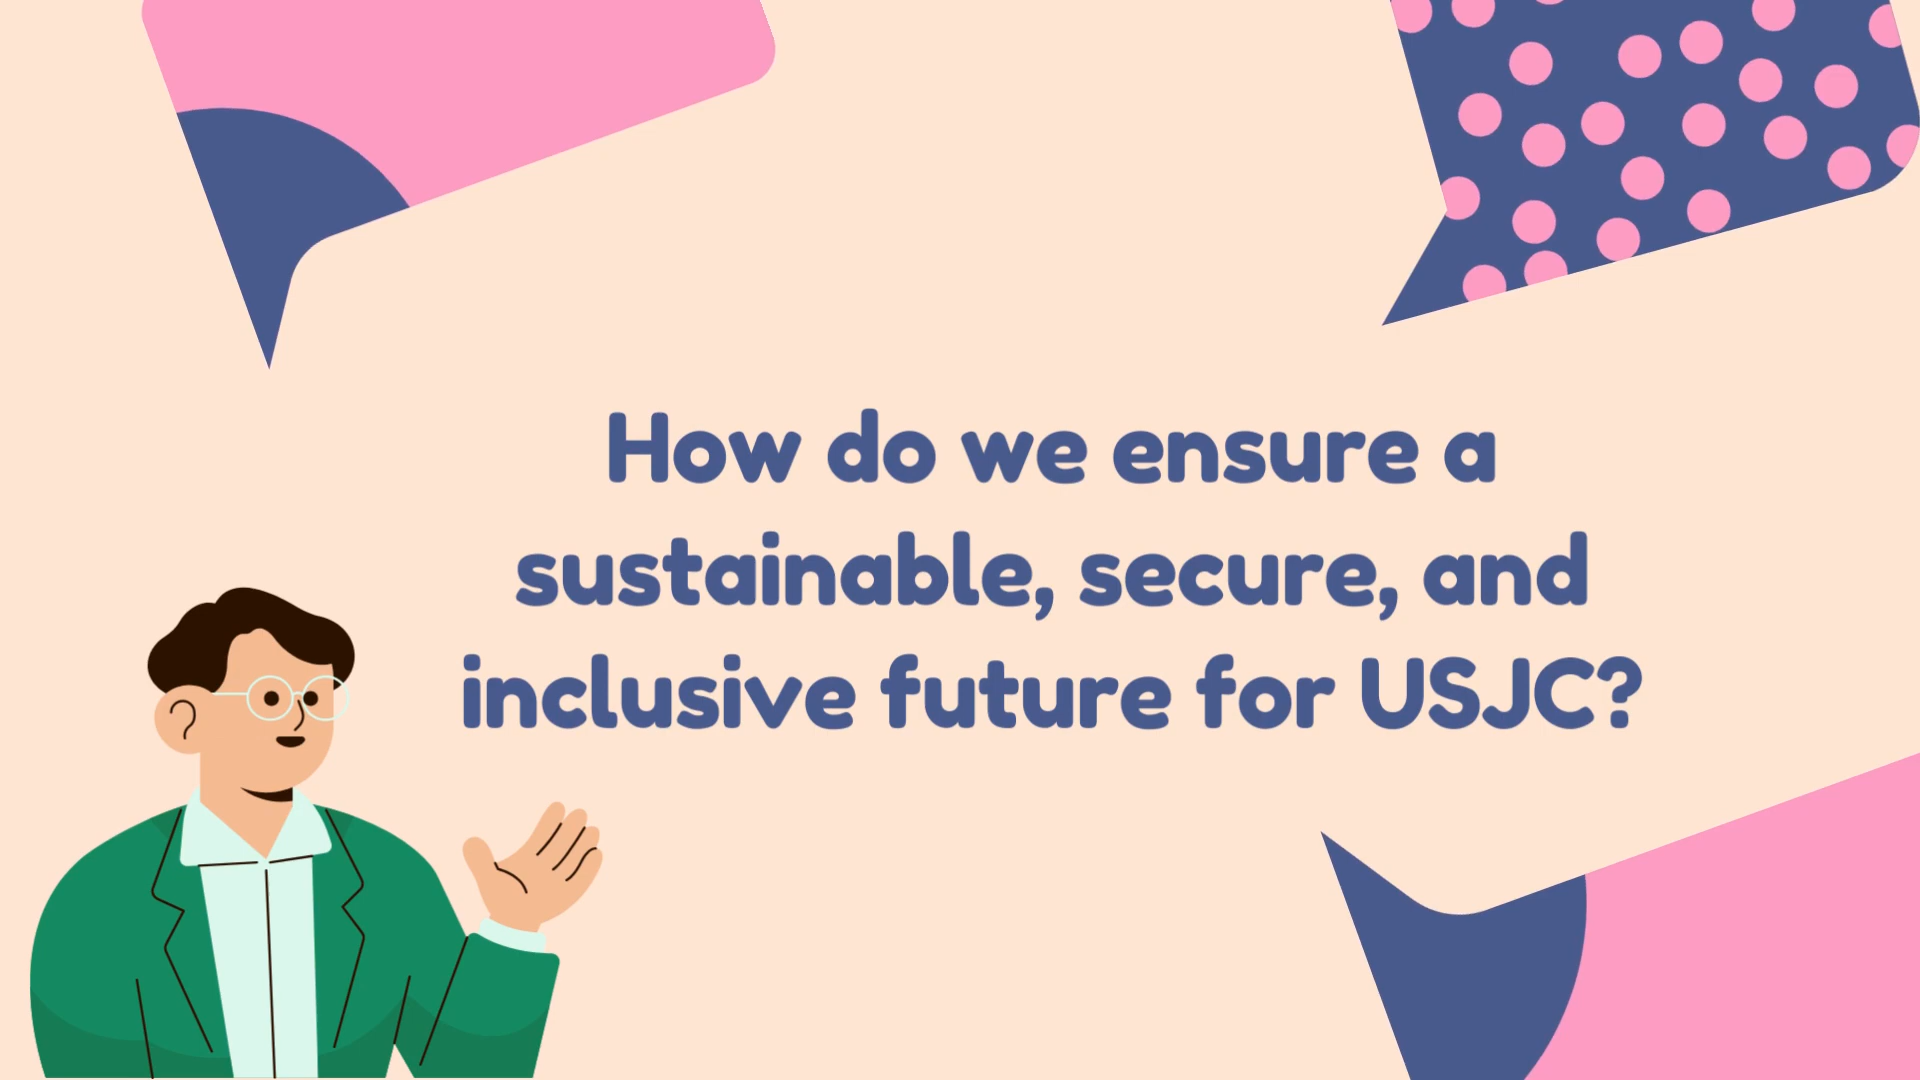 How do we ensure a
sustainable, secure, and
inclusive future for USJC?